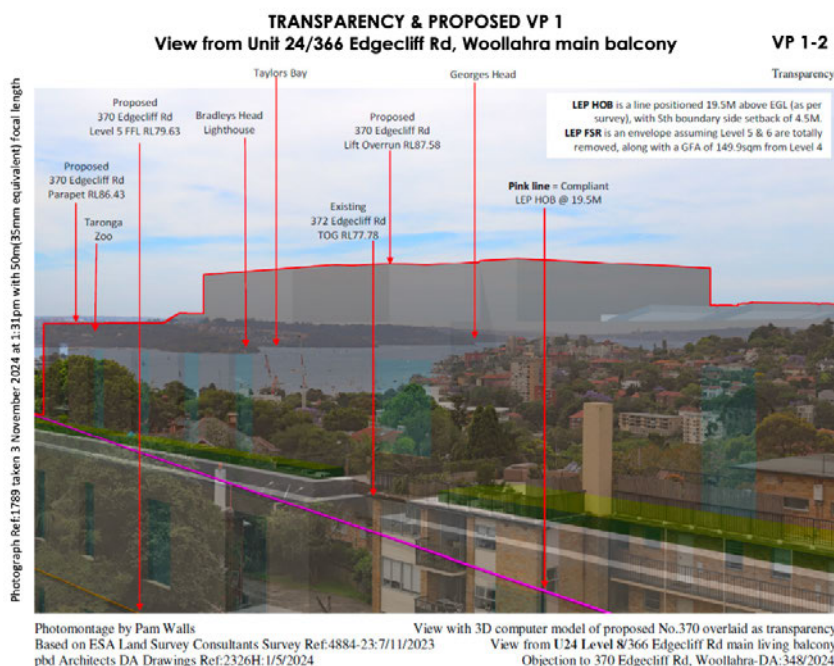 TRANSPARENCY & PROPOSED VP 1
View from Unit 24/366 Edgecliff Rd, Woollahra main balcony
VP 1-2
Transparency
Taylors Bay
Georges Head
Proposed
370 Edgecliff Rd
Level 5 FFL RL79.63
Bradleys Head
Lighthouse
Proposed
370 Edgecliff Rd
Lift Overrun RL87.58
LEP HOB is a line positioned 19.5M above EGL (as per
survey), with Sth boundary side setback of 4.5M.
LEP FSR is an envelope assuming Level 5 & 6 are totally
removed, along with a GFA of 149.9sqm from Level 4
Proposed
370 Edgecliff Rd
Parapet RL86.43
Taronga
Zoo
Existing
372 Edgecliff Rd
TOG RL77.78
Pink line = Compliant
LEP HOB @ 19.5M
Photograph Ref:1789 taken 3 November 2024 at 1:31pm with 50m(35mm equivalent) focal length
Photomontage by Pam Walls
Based on ESA Land Survey Consultants Survey Ref:4884-23:7/11/2023
pbd Architects DA Drawings Ref:2326H:1/5/2024
View with 3D computer model of proposed No.370 overlaid as transparency
View from U24 Level 8/366 Edgecliff Rd main living balcony
Objection to 370 Edgecliff Rd, Woollahra-DA:348/2024